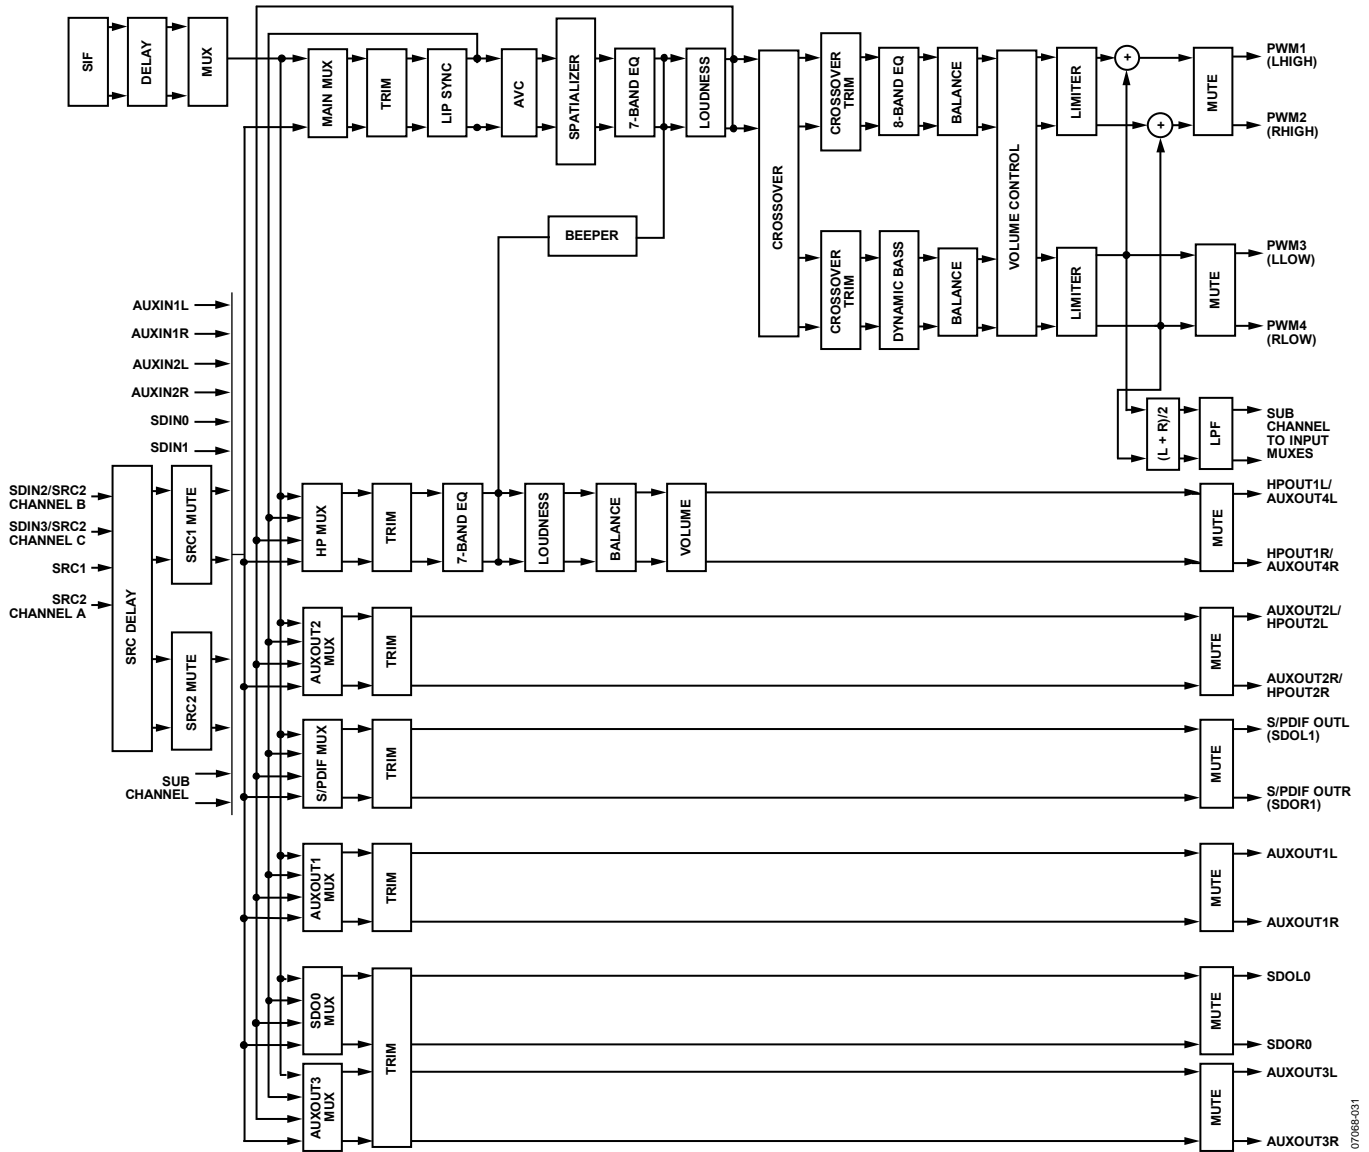 SIF
DELAY
MUX
MAIN MUX
TRIM
LIP SYNC
AVC
SPATIALIZER
7-BAND EQ
LOUDNESS
CROSSOVER
CROSSOVER
TRIM
8-BAND EQ
BALANCE
VOLUME CONTROL
LIMITER
+
+
MUTE
PWM1
(LHIGH)
PWM2
(RHIGH)
BEEPER
CROSSOVER
TRIM
DYNAMIC BASS
BALANCE
LIMITER
MUTE
PWM3
(LLOW)
PWM4
(RLOW)
(L + R)/2
LPF
SUB
CHANNEL
TO INPUT
MUXES
AUXIN1L
AUXIN1R
AUXIN2L
AUXIN2R
SDIN0
SDIN1
SDIN2/SRC2
CHANNEL B
SDIN3/SRC2
CHANNEL C
SRC1
SRC2
CHANNEL A
SRC DELAY
SRC1 MUTE
SRC2 MUTE
SUB
CHANNEL
HP MUX
TRIM
7-BAND EQ
LOUDNESS
BALANCE
VOLUME
MUTE
HPOUT1L/
AUXOUT4L
HPOUT1R/
AUXOUT4R
AUXOUT2
MUX
TRIM
MUTE
AUXOUT2L/
HPOUT2L
AUXOUT2R/
HPOUT2R
S/PDIF MUX
TRIM
MUTE
S/PDIF OUTL
(SDOL1)
S/PDIF OUTR
(SDOR1)
AUXOUT1
MUX
TRIM
MUTE
AUXOUT1L
AUXOUT1R
SDO0
MUX
TRIM
MUTE
SDOL0
SDOR0
AUXOUT3
MUX
MUTE
AUXOUT3L
AUXOUT3R
07068-031